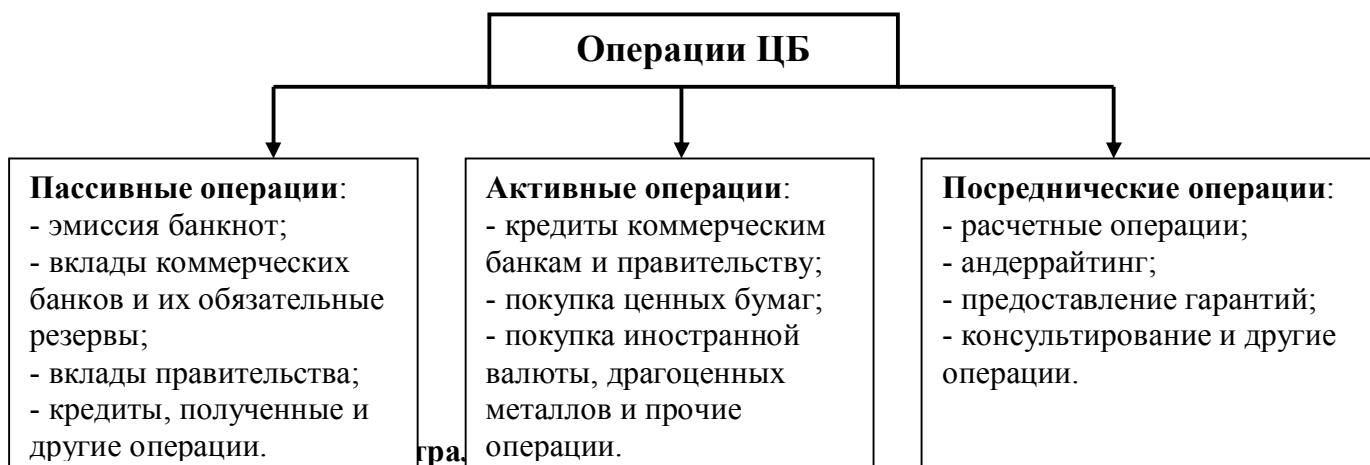 Операции ЦБ
Пассивные операции:
- эмиссия банкнот;
- вклады коммерческих
банков и их обязательные
резервы;
- вклады правительства;
- кредиты, полученные и
другие операции.
Активные операции:
- кредиты коммерческим
банкам и правительству;
- покупка ценных бумаг;
- покупка иностранной
валюты, драгоценных
металлов и прочие
операции.
Посреднические операции:
- расчетные операции;
- андеррайтинг;
- предоставление гарантий;
- консультирование и другие
операции.